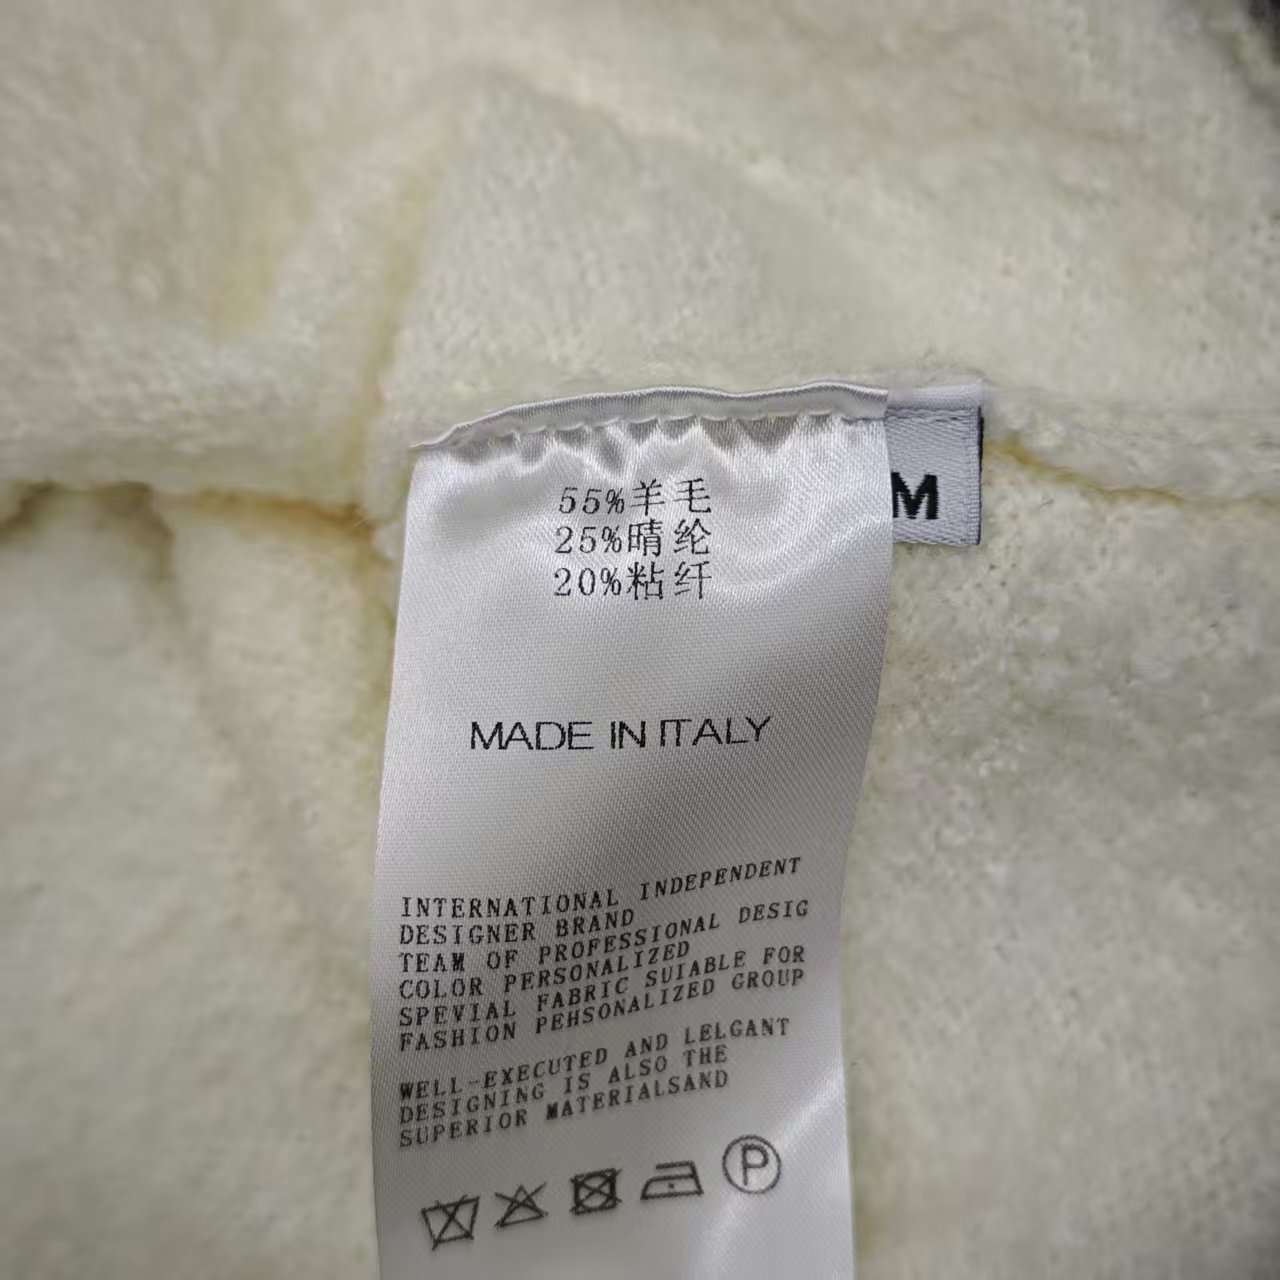 55%羊毛
25%晴纶
20%粘纤
M
MADE IN ITALY
INTERNATIONAL INDEPENDENT
DESIGNER BRAND
TEAM OF PROFESSIONAL DESIG
COLOR PERSONALIZED
SPEVIAL FABRIC SUIABLE FOR
FASHION PEHSONALIZED GROUP
WELL-EXECUTED AND LELGANT
DESIGNING IS ALSO THE
SUPERIOR MATERIALSAND
P